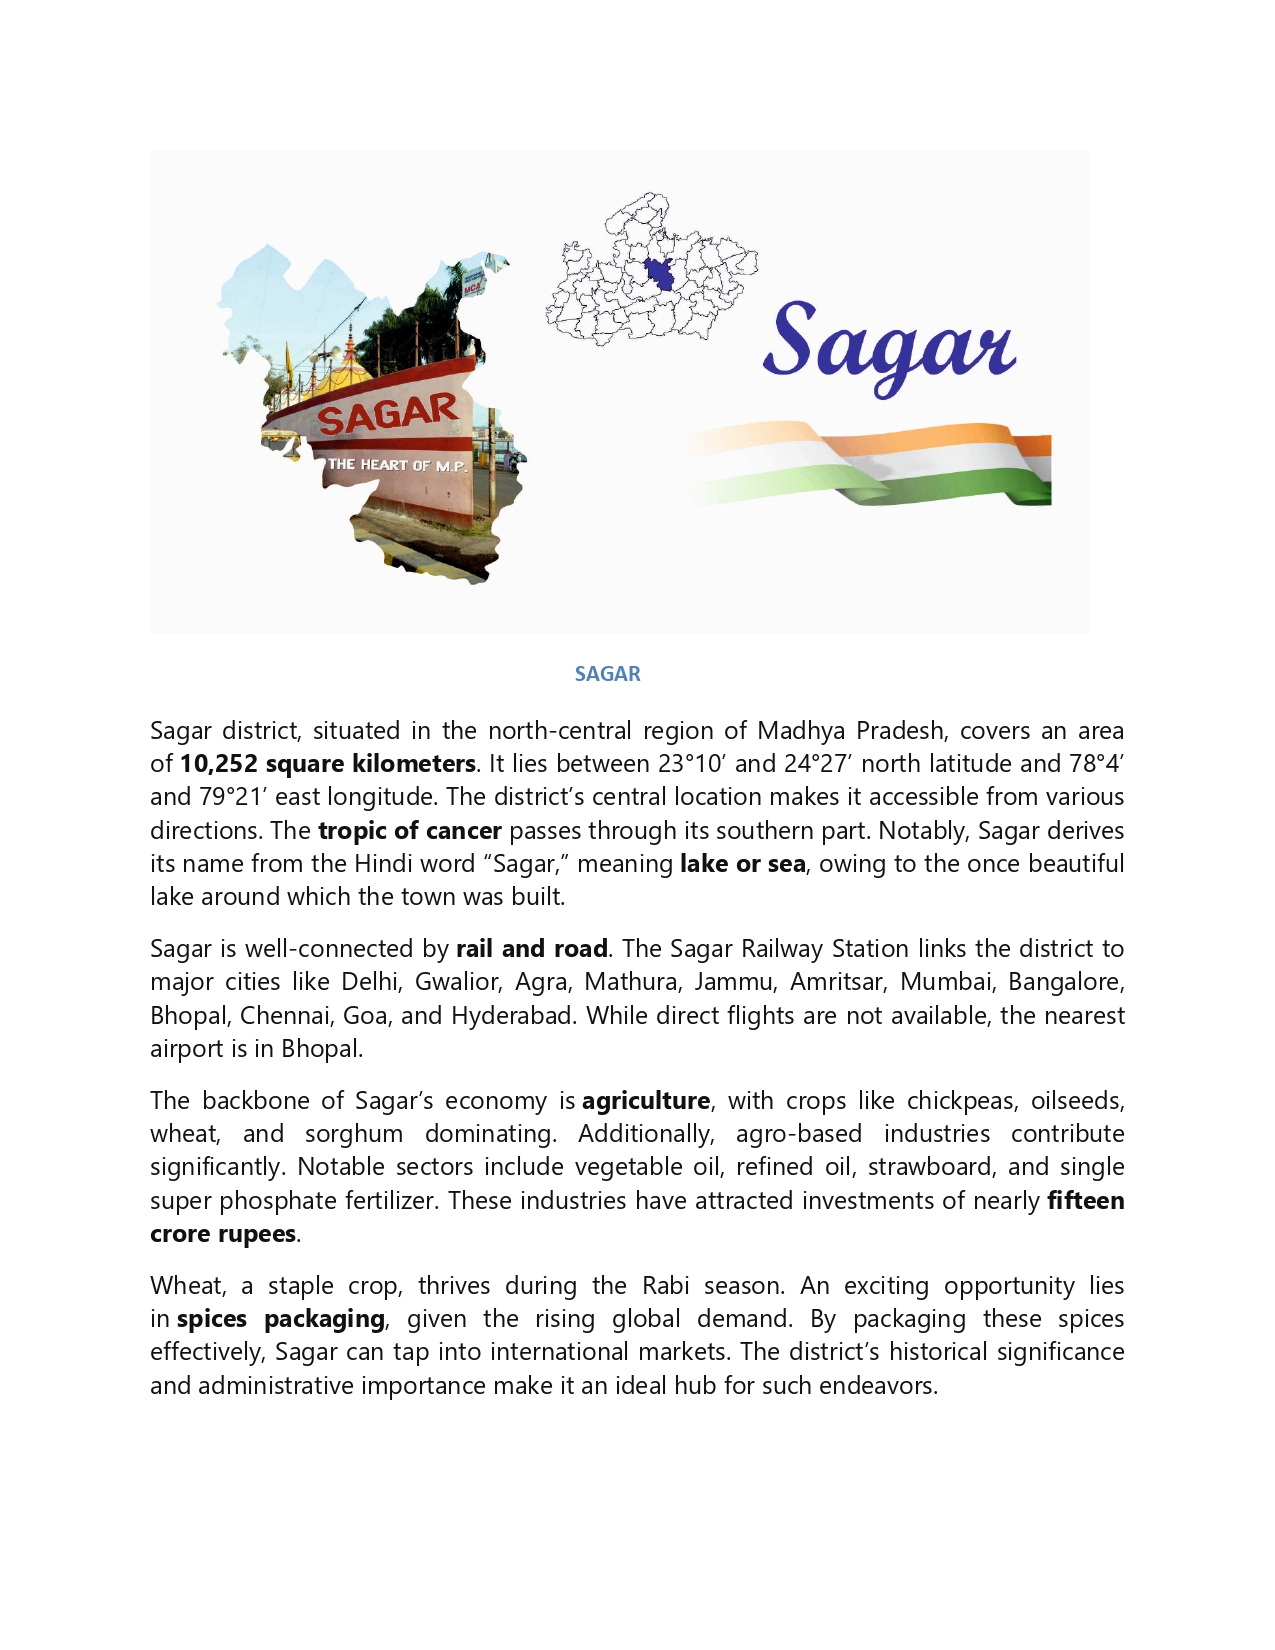 MCA
SAGAR
THE HEART OF M.P.
Sagar
SAGAR
Sagar district, situated in the north-central region of Madhya Pradesh, covers an area
of 10,252 square kilometers. It lies between 23°10’ and 24°27’ north latitude and 78°4’
and 79°21’ east longitude. The district’s central location makes it accessible from various
directions. The tropic of cancer passes through its southern part. Notably, Sagar derives
its name from the Hindi word “Sagar,” meaning lake or sea, owing to the once beautiful
lake around which the town was built.
Sagar is well-connected by rail and road. The Sagar Railway Station links the district to
major cities like Delhi, Gwalior, Agra, Mathura, Jammu, Amritsar, Mumbai, Bangalore,
Bhopal, Chennai, Goa, and Hyderabad. While direct flights are not available, the nearest
airport is in Bhopal.
The backbone of Sagar’s economy is agriculture, with crops like chickpeas, oilseeds,
wheat, and sorghum dominating. Additionally, agro-based industries contribute
significantly. Notable sectors include vegetable oil, refined oil, strawboard, and single
super phosphate fertilizer. These industries have attracted investments of nearly fifteen
crore rupees.
Wheat, a staple crop, thrives during the Rabi season. An exciting opportunity lies
in spices packaging, given the rising global demand. By packaging these spices
effectively, Sagar can tap into international markets. The district’s historical significance
and administrative importance make it an ideal hub for such endeavors.